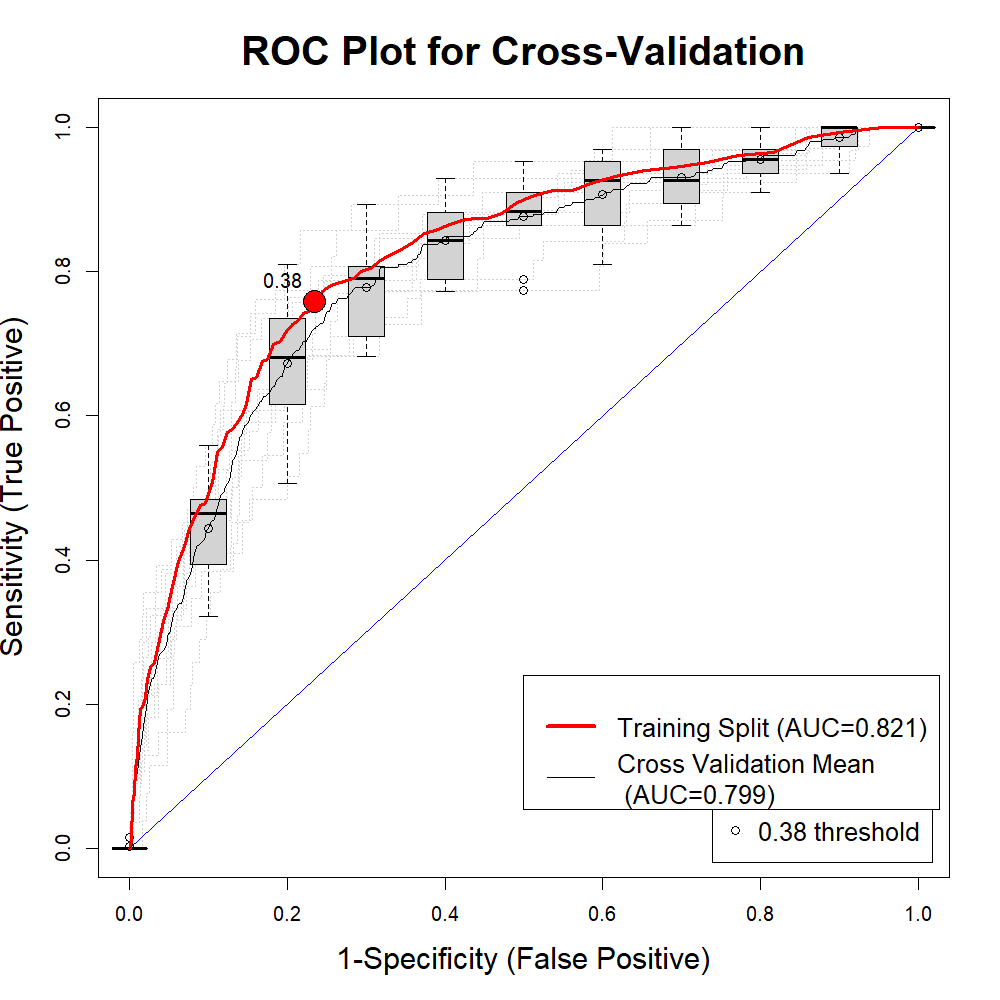 ROC Plot for Cross-Validation
Sensitivity (True Positive)
1.0
0.8
0.6
0.4
0.2
0.0
0.38
Training Split (AUC=0.821)
Cross Validation Mean
(AUC=0.799)
0.38 threshold
0.0 0.2 0.4 0.6 0.8 1.0
1-Specificity (False Positive)